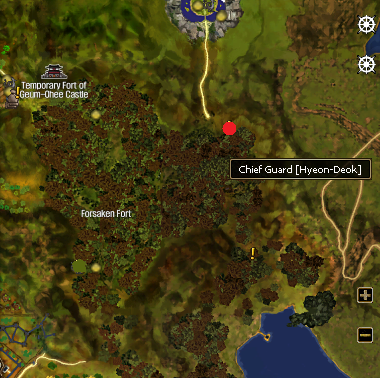 Temporary Fort of
Geum-Ohee Castle
Chief Guard [Hyeon-Deok]
Forsaken Fort